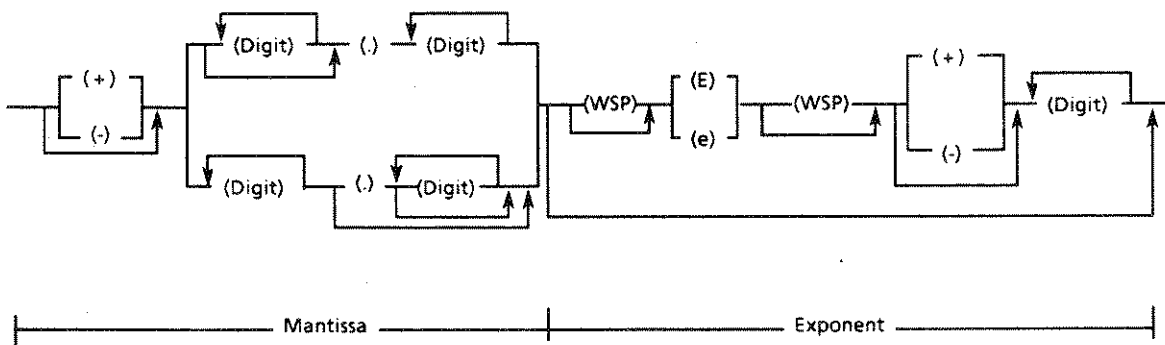 (Digit) (.) (Digit)
(+) (E) (+)
(WSP) (WSP) (Digit)
(-) (e) (-)
(Digit) (.) (Digit)
Mantissa Exponent